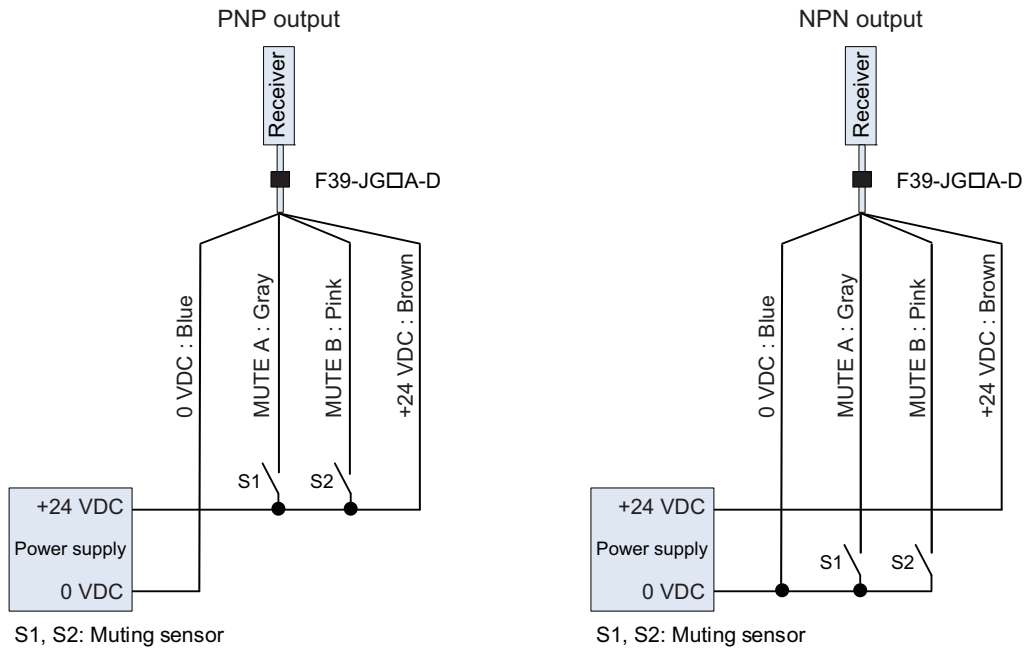 PNP output
Receiver
F39-JG□A-D
0 VDC : Blue
MUTE A : Gray
MUTE B : Pink
+24 VDC : Brown
S1
S2
+24 VDC
Power supply
0 VDC
S1, S2: Muting sensor
NPN output
Receiver
F39-JG□A-D
0 VDC : Blue
MUTE A : Gray
MUTE B : Pink
+24 VDC : Brown
+24 VDC
Power supply
S1
S2
0 VDC
S1, S2: Muting sensor